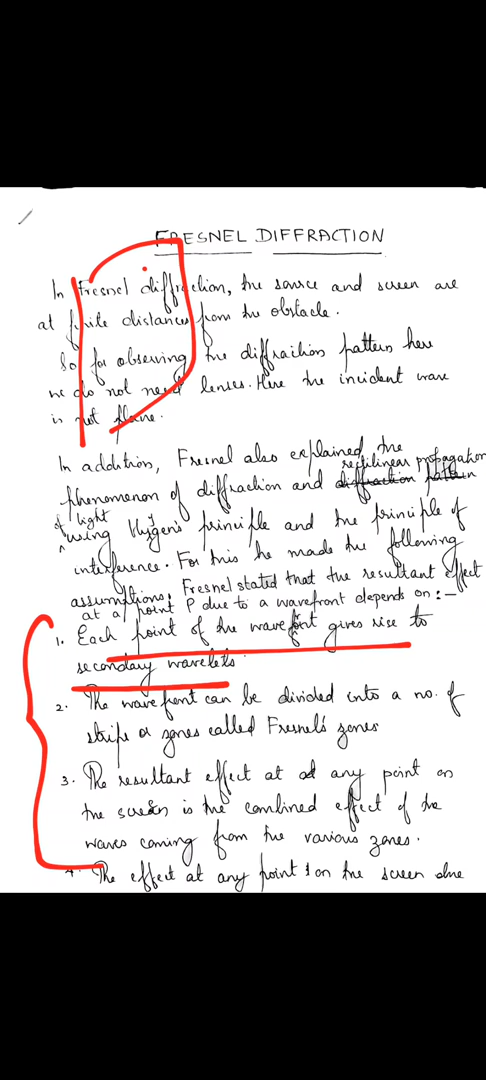 FRESNEL DIFFRACTION
In Fresnel diffraction, the source and screen are
at finite distances from the obstacle.
So for observing the diffraction pattern here
we do not need lenses. Here the incident wave
is not plane.
In addition, Fresnel also explained the
rectilinear propagation
phenomenon of diffraction and diffraction pattern
of light
using Hygen's principle and the principle of
interference. For this he made the following
assumptions: Fresnel stated that the resultant effect
at a point P due to a wavefront depends on :-
1. Each point of the wavefront gives rise to
secondary wavelets.
2. The wavefront can be divided into a no. of
strips or zones called Fresnel's zones
3. The resultant effect at any point on
the screen is the combined effect of the
waves coming from the various zones.
4. The effect at any point on the screen due